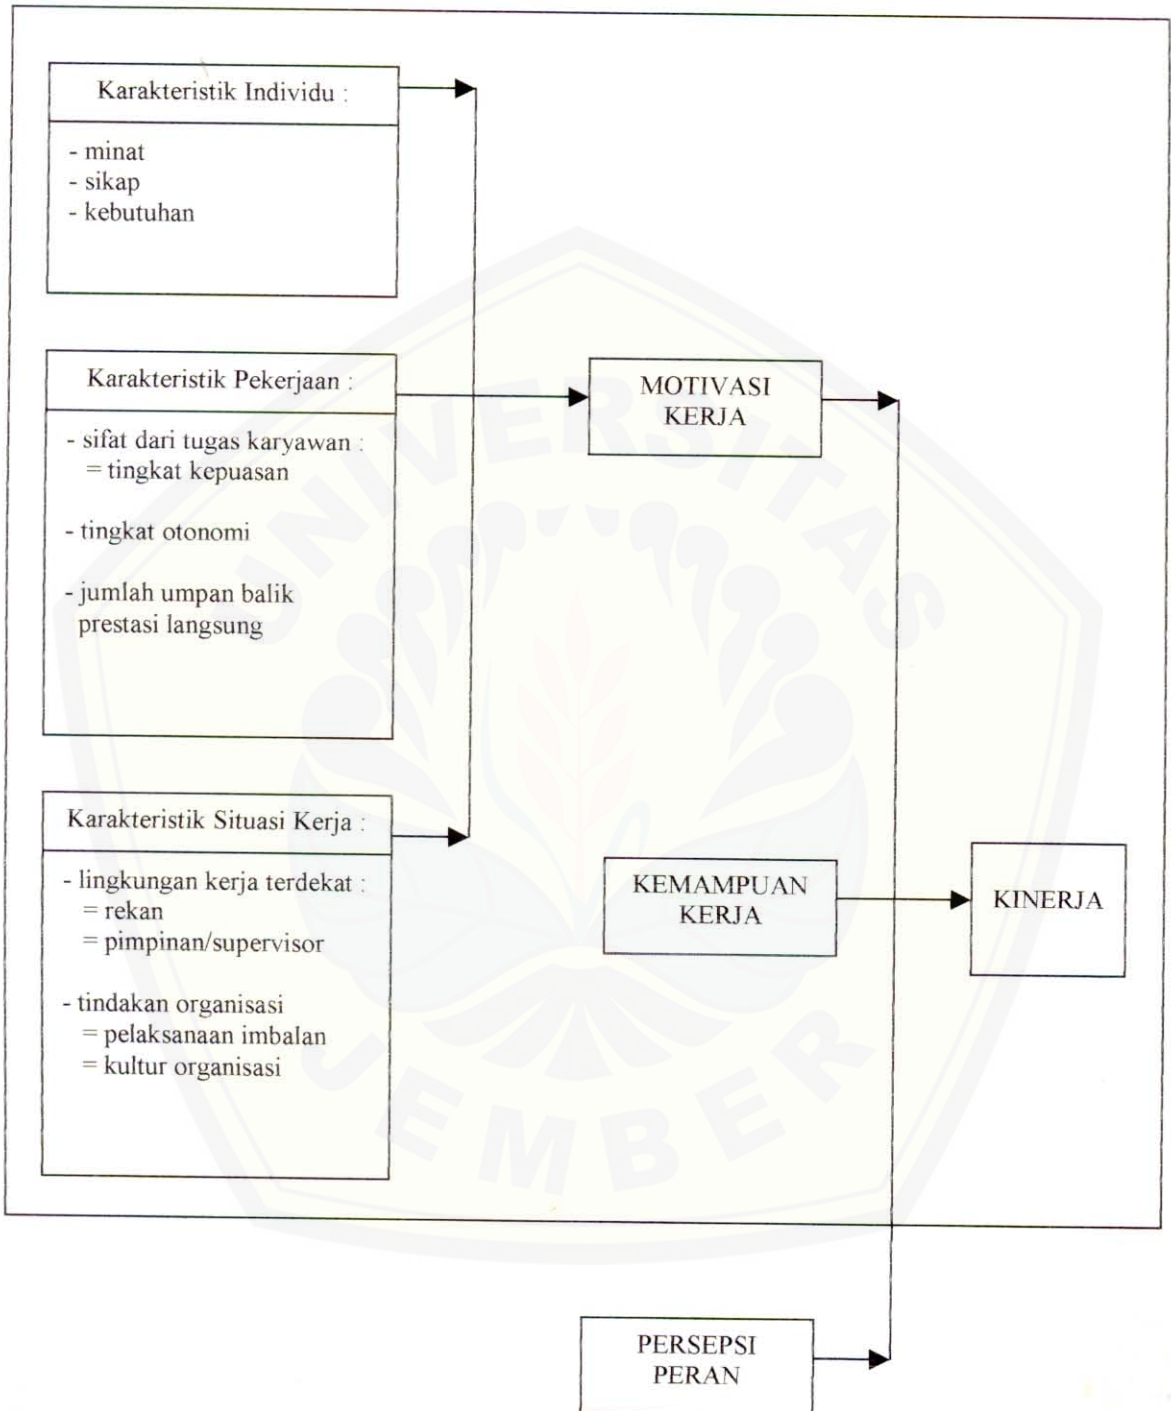 Karakteristik Individu :
- minat
- sikap
- kebutuhan
Karakteristik Pekerjaan :
- sifat dari tugas karyawan :
= tingkat kepuasan
- tingkat otonomi
- jumlah umpan balik
prestasi langsung
Karakteristik Situasi Kerja :
- lingkungan kerja terdekat :
= rekan
= pimpinan/supervisor
- tindakan organisasi
= pelaksanaan imbalan
= kultur organisasi
MOTIVASI
KERJA
KEMAMPUAN
KERJA
KINERJA
PERSEPSI
PERAN
UNIVERSITAS
JEMBER